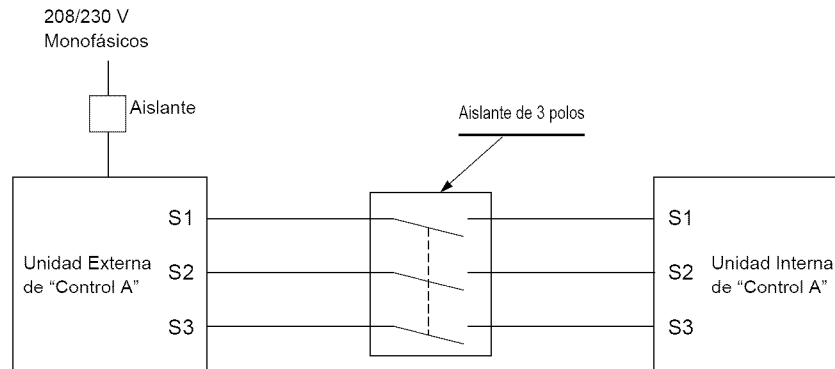 208/230 V
Monofásicos
Aislante
Aislante de 3 polos
S1
S1
Unidad Externa
de “Control A”
S2
S2
Unidad Interna
de “Control A”
S3
S3